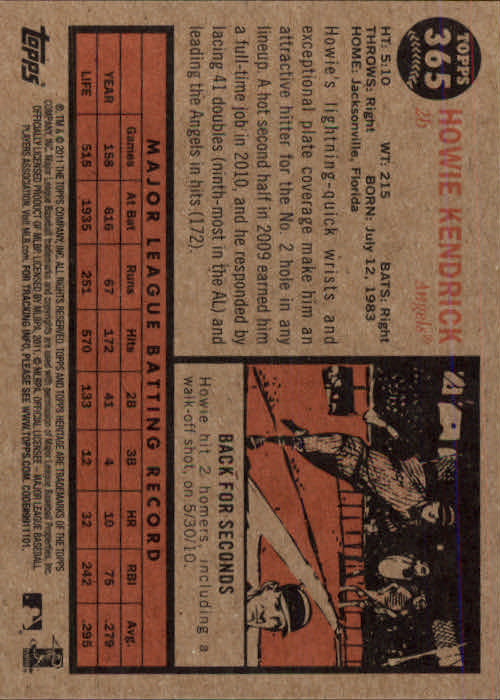 TOPPS
365
HOWIE KENDRICK
2B
Angels®
HT: 5:10 WT: 215 BATS: Right
THROWS: Right BORN: July 12, 1983
HOME: Jacksonville, Florida
Howie's lightning-quick wrists and
exceptional plate coverage make him an
attractive hitter for the No. 2 hole in any
lineup. A hot second half in 2009 earned him
a full-time job in 2010, and he responded by
lacing 41 doubles (ninth-most in the AL) and
leading the Angels in hits (172).
BACK FOR SECONDS
Howie hit 2 homers, including a
walk-off shot, on 5/30/10.
MAJOR LEAGUE BATTING RECORD
YEAR Games At Bat Runs Hits 2B 3B HR RBI Avg.
158 616 67 172 41 4 10 75 .279
LIFE 515 1935 251 570 133 12 32 242 .295
Topps®
®,TM & © 2011 THE TOPPS COMPANY, INC. ALL RIGHTS RESERVED. TOPPS AND TOPPS HERITAGE ARE TRADEMARKS OF THE TOPPS
COMPANY, INC. Major League Baseball trademarks and copyrights are used with permission of Major League Baseball Properties, Inc.
OFFICIALLY LICENSED PRODUCT OF MLBP. LICENSED BY MLBPA, 2011. © MLBPA, OFFICIAL LICENSEE – MAJOR LEAGUE BASEBALL
PLAYERS ASSOCIATION. Visit MLB.com. FOR TRACKING INFO, PLEASE SEE WWW.TOPPS.COM. CODE#